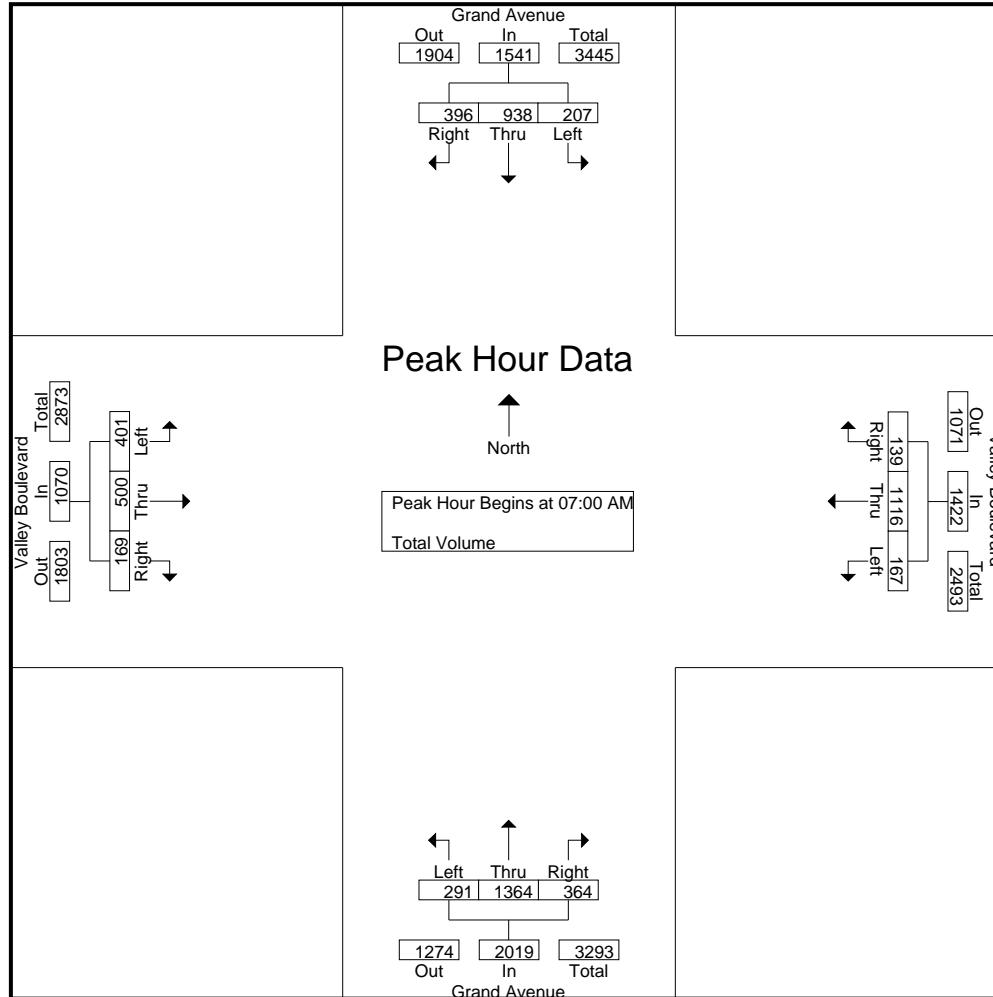 Grand Avenue
Out In Total
1904 1541 3445
396 938 207
Right Thru Left
Peak Hour Data
North
Peak Hour Begins at 07:00 AM
Total Volume
Valley Boulevard
Total In Out
2873 1070 1803
401 500 169
Left Thru Right
Right Thru Left
139 1116 167
1071 1422 2493
Out In Total
Valley Boulevard
Left Thru Right
291 1364 364
1274 2019 3293
Out In Total
Grand Avenue